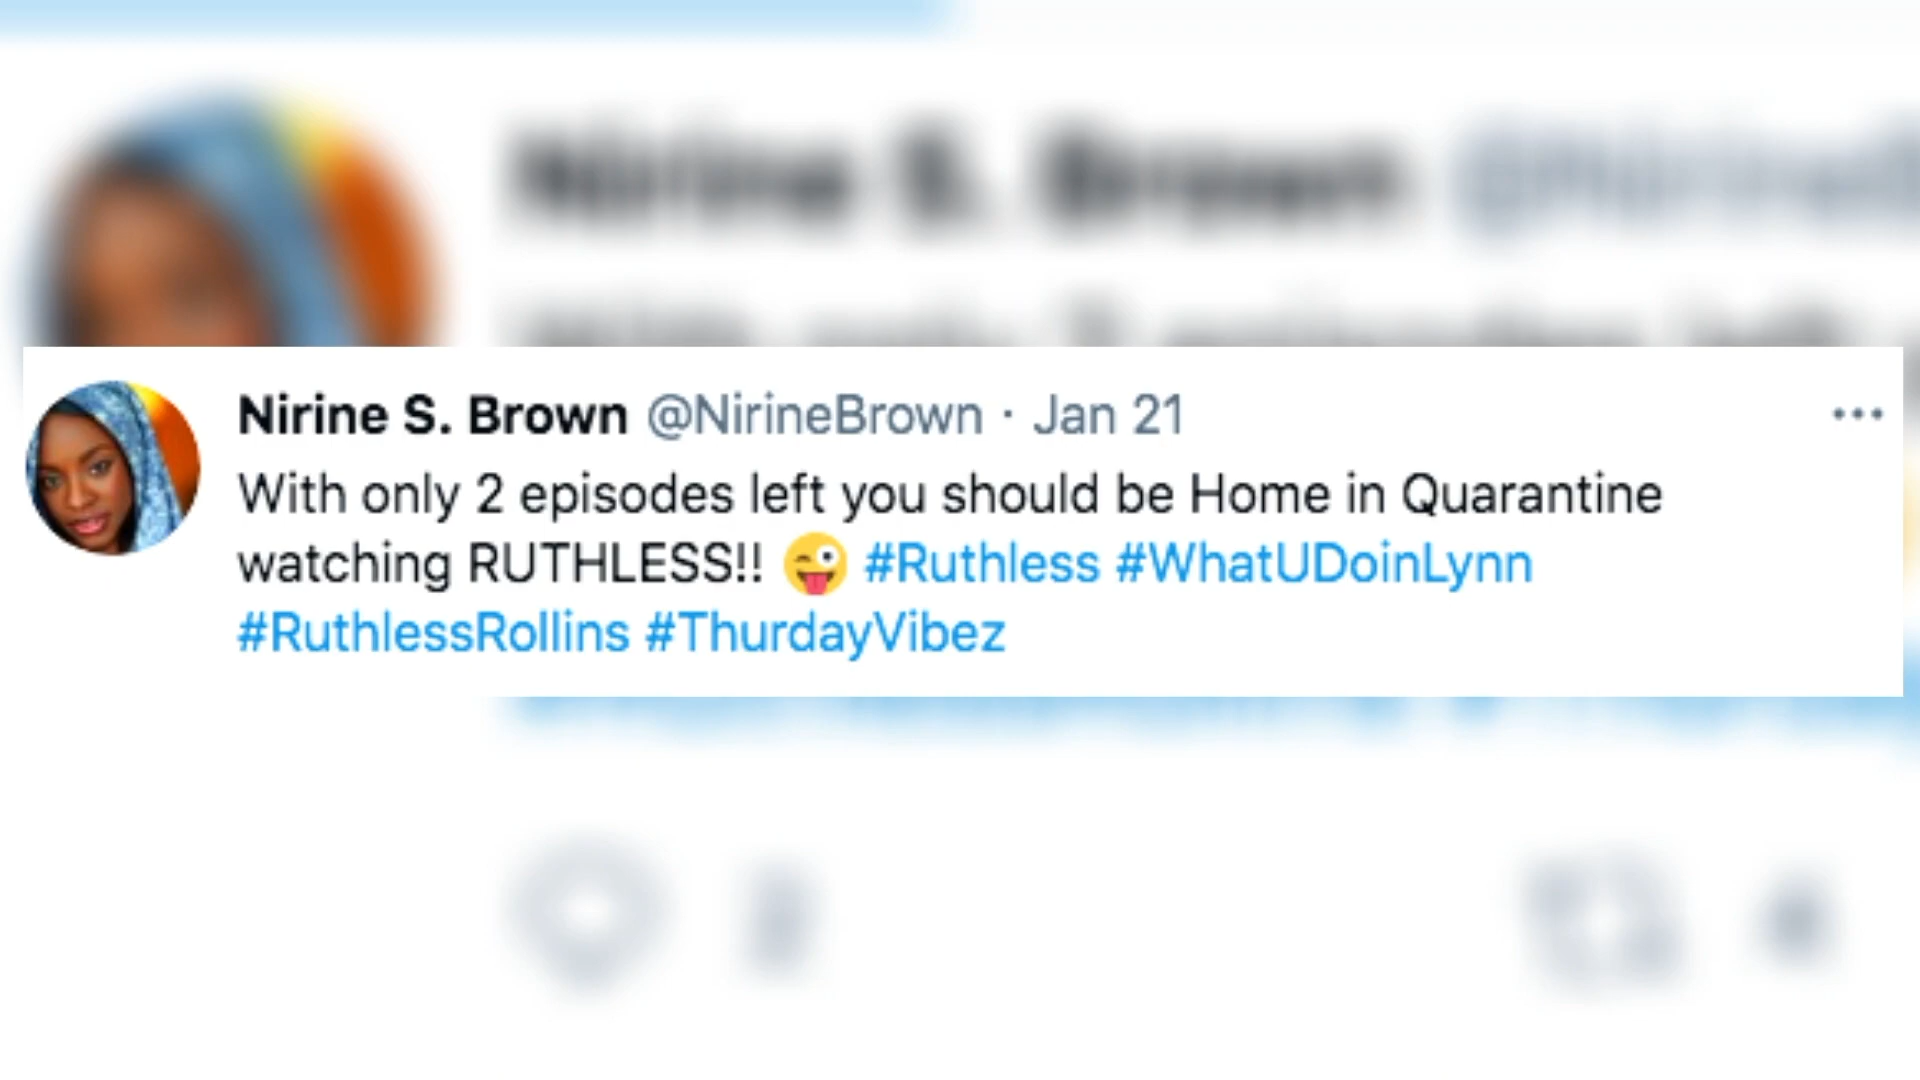 Nirine S. Brown @NirineBrown · Jan 21
With only 2 episodes left you should be Home in Quarantine
watching RUTHLESS!! 😜 #Ruthless #WhatUDoinLynn
#RuthlessRollins #ThurdayVibez